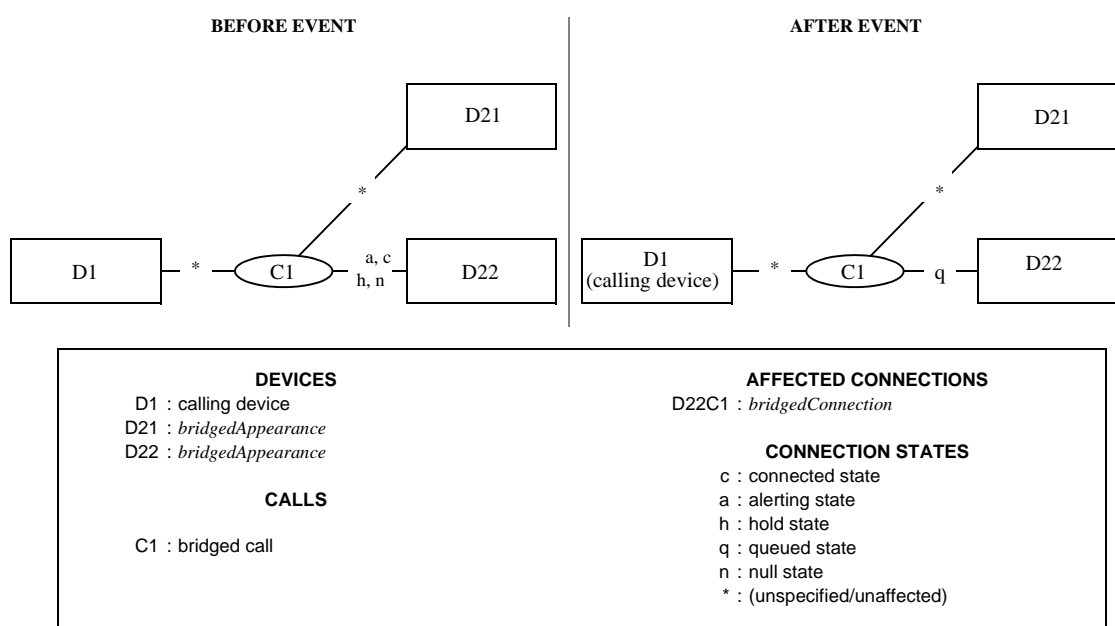 BEFORE EVENT
D21
*
D1
*
C1
a, c
h, n
D22
AFTER EVENT
D21
*
D1
(calling device)
*
C1
q
D22
DEVICES
D1 : calling device
D21 : bridgedAppearance
D22 : bridgedAppearance
CALLS
C1 : bridged call
AFFECTED CONNECTIONS
D22C1 : bridgedConnection
CONNECTION STATES
c : connected state
a : alerting state
h : hold state
q : queued state
n : null state
* : (unspecified/unaffected)